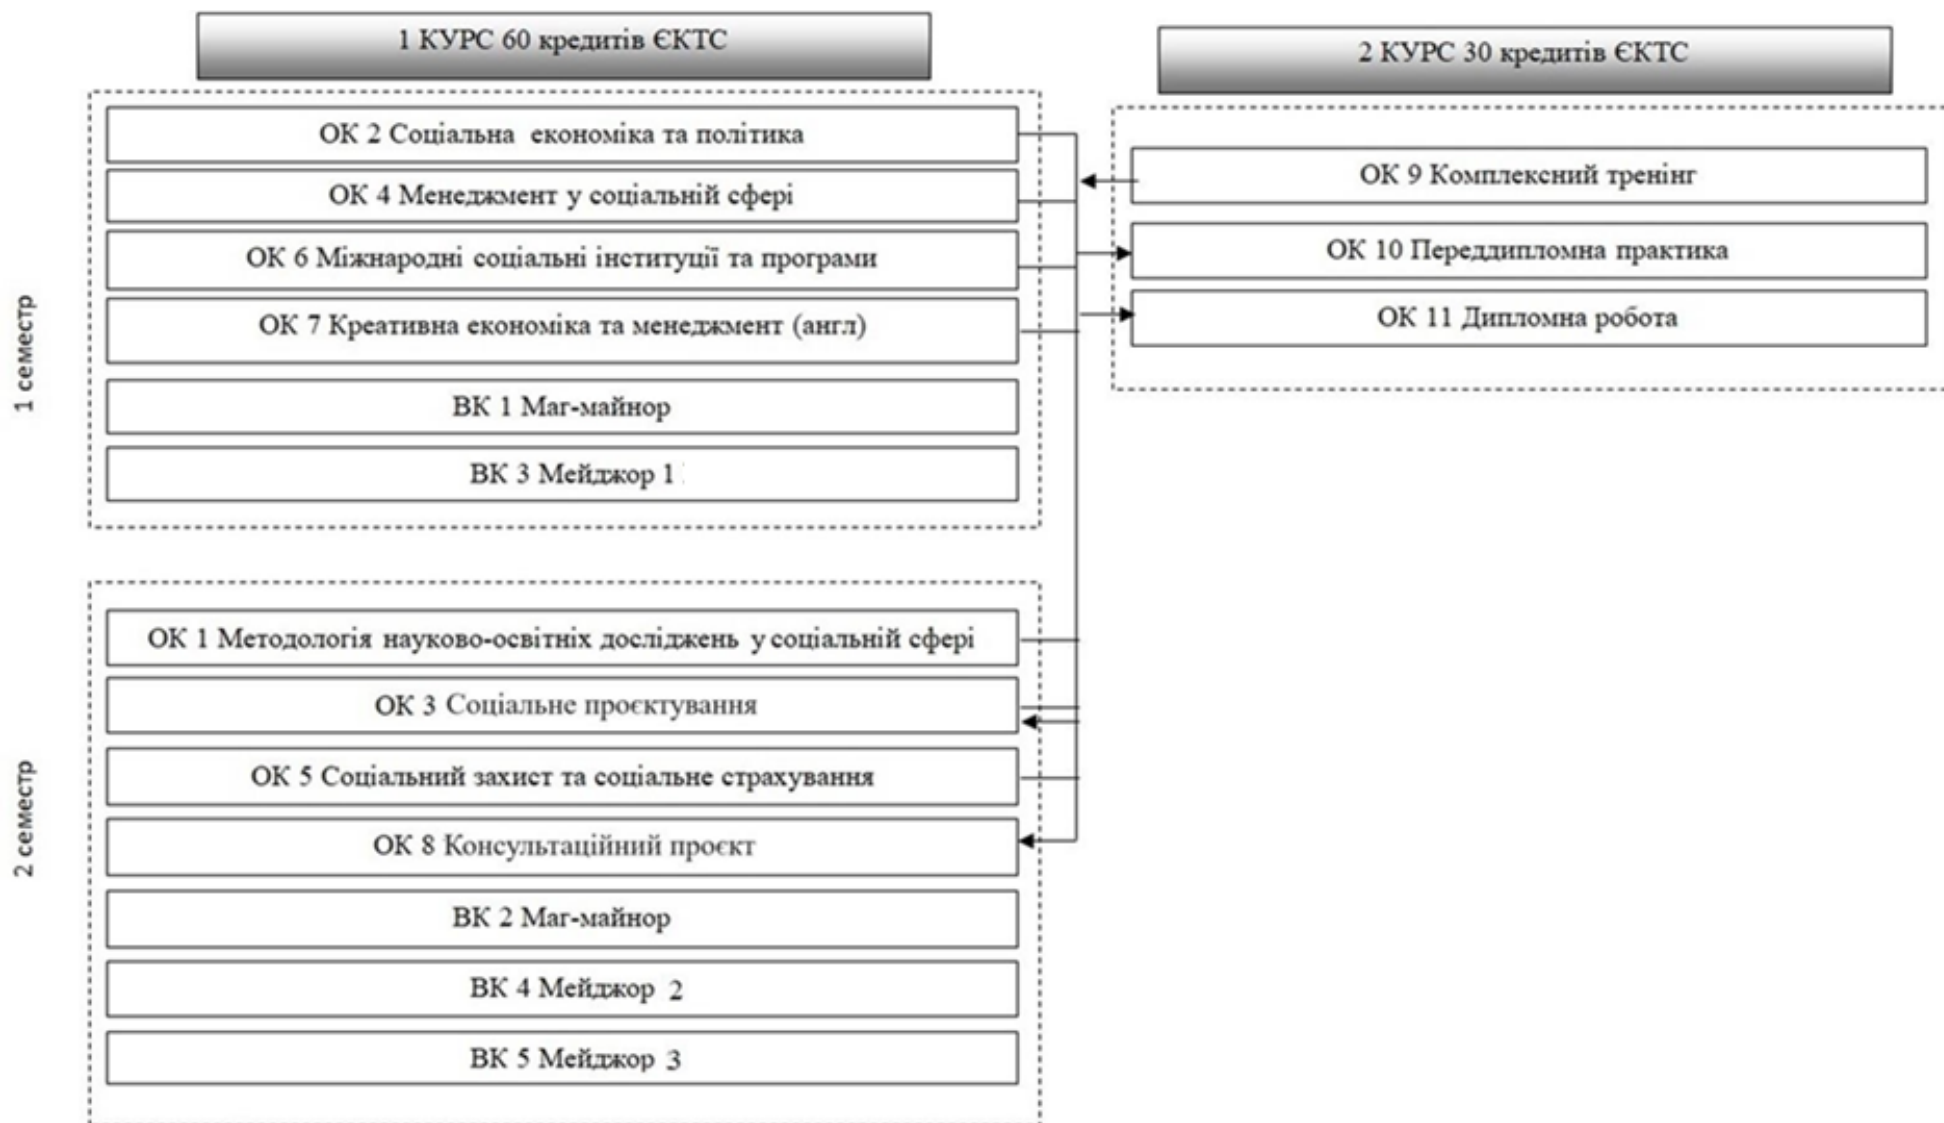 1 КУРС 60 кредитів ЄКТС
1 семестр
ОК 2 Соціальна економіка та політика
ОК 4 Менеджмент у соціальній сфері
ОК 6 Міжнародні соціальні інституції та програми
ОК 7 Креативна економіка та менеджмент (англ)
ВК 1 Маг-майнор
ВК 3 Мейджор 1
2 семестр
ОК 1 Методологія науково-освітніх досліджень у соціальній сфері
ОК 3 Соціальне проєктування
ОК 5 Соціальний захист та соціальне страхування
ОК 8 Консультаційний проєкт
ВК 2 Маг-майнор
ВК 4 Мейджор 2
ВК 5 Мейджор 3
2 КУРС 30 кредитів ЄКТС
ОК 9 Комплексний тренінг
ОК 10 Переддипломна практика
ОК 11 Дипломна робота